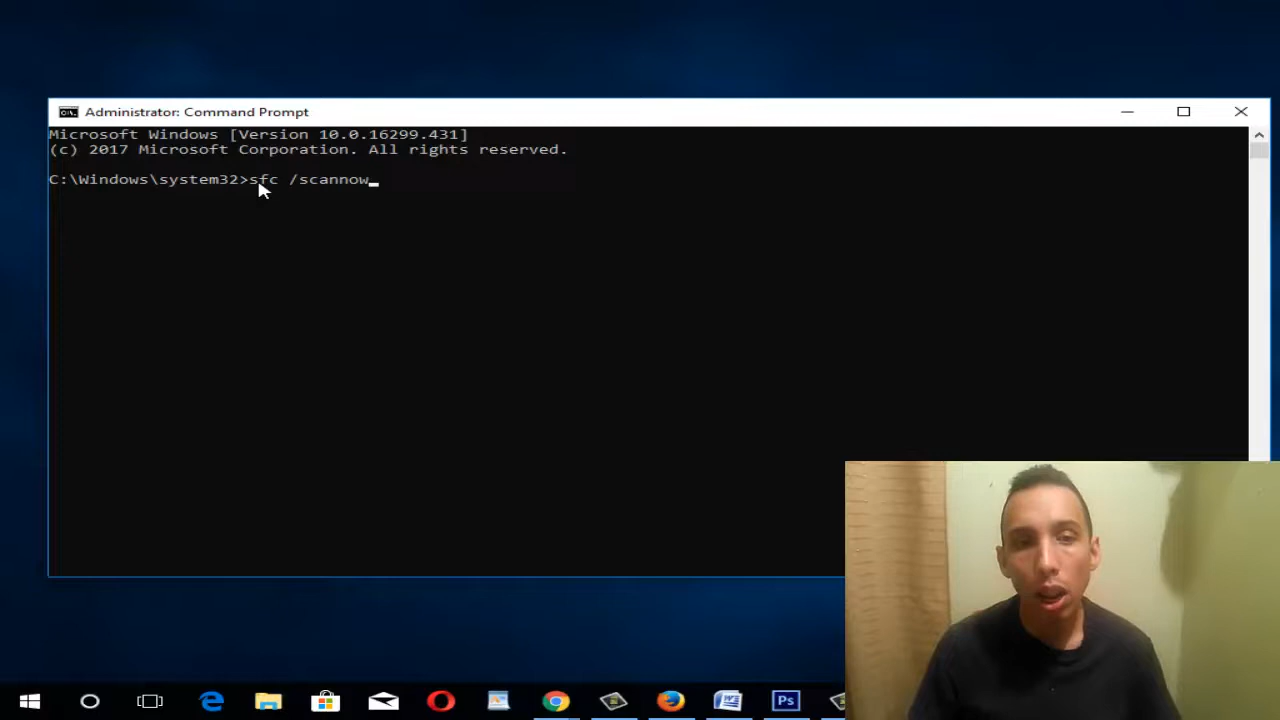 Administrator: Command Prompt
Microsoft Windows [Version 10.0.16299.431]
(c) 2017 Microsoft Corporation. All rights reserved.
C:\Windows\system32>sfc /scannow
Ps